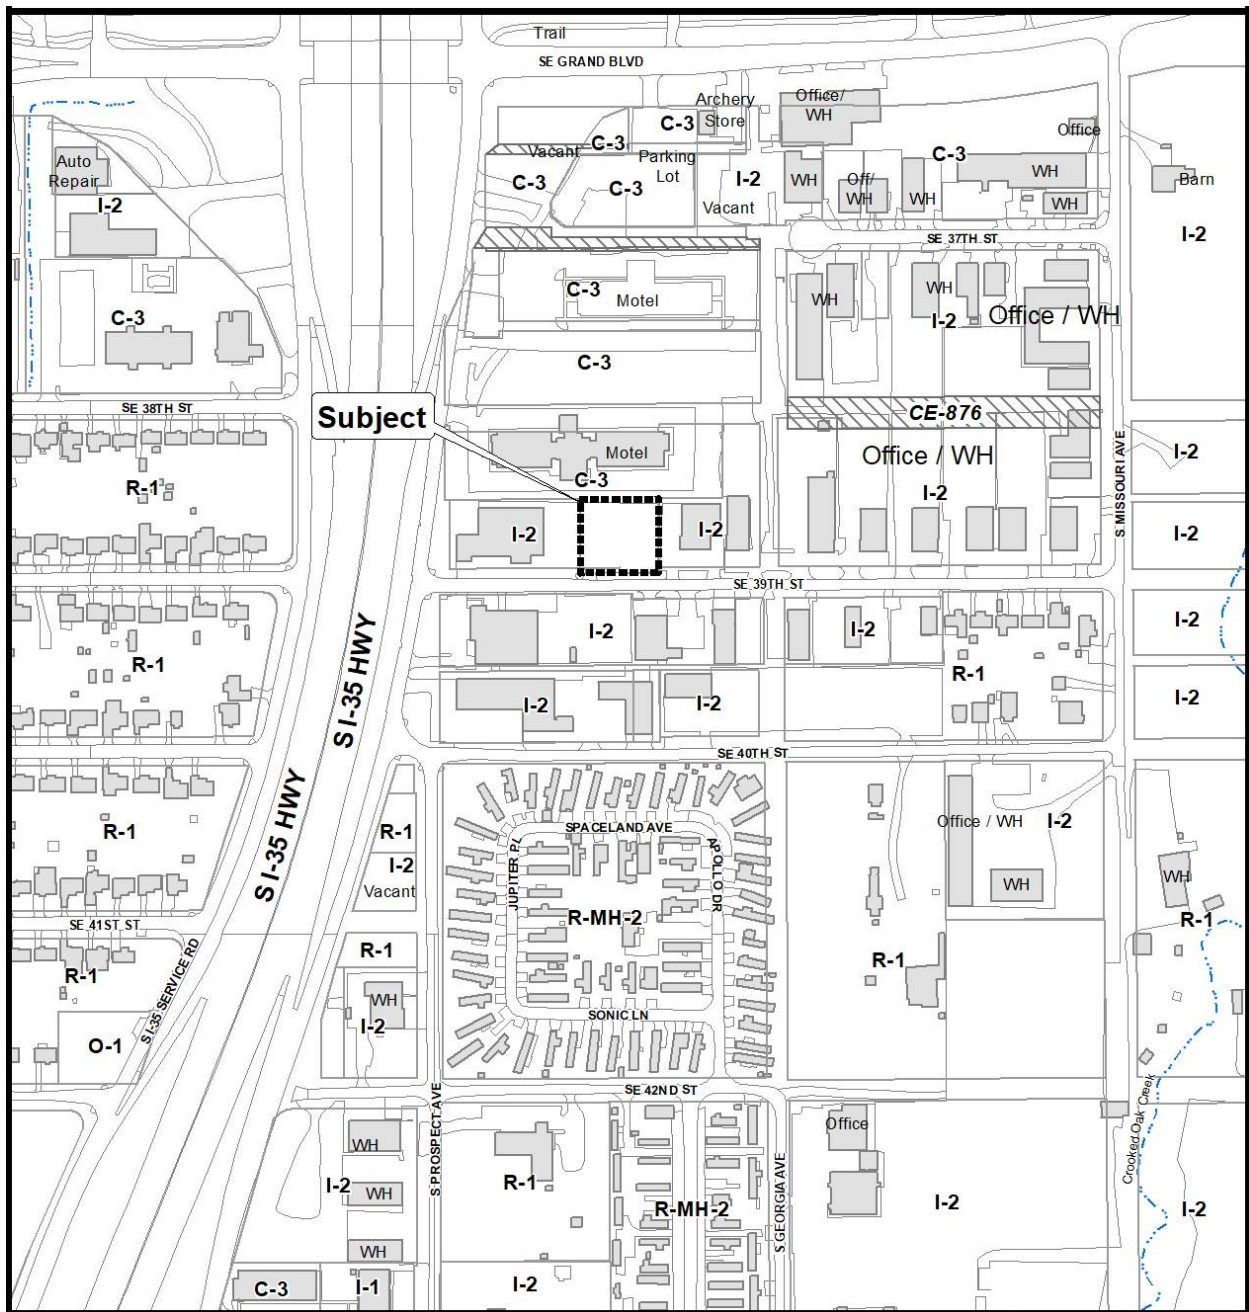 Trail
SE GRAND BLVD
Archery
Store
Office/
WH
C-3
C-3
Office
Vacant
Parking
Lot
C-3
Auto
Repair
WH
Barn
C-3
C-3
I-2
WH
Off/
WH
WH
WH
I-2
Vacant
I-2
SE 37TH ST
C-3
Motel
WH
WH
I-2
Office / WH
C-3
C-3
SE 38TH ST
Subject
CE-876
Motel
C-3
Office / WH
I-2
I-2
R-1
S MISSOURI AVE
I-2
I-2
I-2
SE 39TH ST
I-2
I-2
I-2
R-1
S I-35 HWY
R-1
I-2
I-2
I-2
SE 40TH ST
S I-35 HWY
R-1
R-1
SPACELAND AVE
Office / WH
I-2
JUPITER PL
APOLLO DR
I-2
Vacant
WH
WH
SE 41ST ST
R-MH-2
R-1
R-1
R-1
R-1
S I-35 SERVICE RD
WH
I-2
SONIC LN
O-1
SE 42ND ST
S PROSPECT AVE
Crooked Oak Creek
Office
WH
I-2
WH
R-1
R-MH-2
S GEORGIA AVE
I-2
I-2
WH
C-3
I-1
I-2